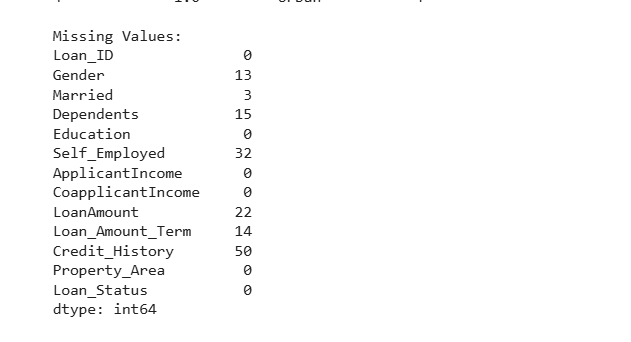 Missing Values:
Loan_ID 0
Gender 13
Married 3
Dependents 15
Education 0
Self_Employed 32
ApplicantIncome 0
CoapplicantIncome 0
LoanAmount 22
Loan_Amount_Term 14
Credit_History 50
Property_Area 0
Loan_Status 0
dtype: int64